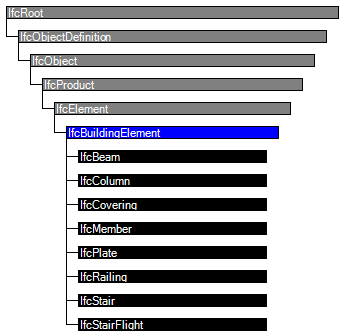 IfcRoot
IfcObjectDefinition
IfcObject
IfcProduct
IfcElement
IfcBuildingElement
IfcBeam
IfcColumn
IfcCovering
IfcMember
IfcPlate
IfcRailing
IfcStair
IfcStairFlight